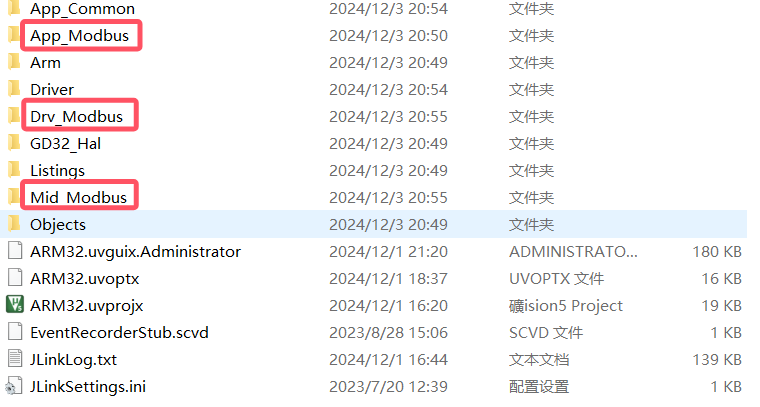 App_Common 2024/12/3 20:54 文件夹
App_Modbus 2024/12/3 20:50 文件夹
Arm 2024/12/3 20:49 文件夹
Driver 2024/12/3 20:54 文件夹
Drv_Modbus 2024/12/3 20:55 文件夹
GD32_Hal 2024/12/3 20:49 文件夹
Listings 2024/12/3 20:49 文件夹
Mid_Modbus 2024/12/3 20:55 文件夹
Objects 2024/12/3 20:49 文件夹
ARM32.uvguix.Administrator 2024/12/1 21:20 ADMINISTRATO... 180 KB
ARM32.uvoptx 2024/12/1 18:37 UVOPTX 文件 16 KB
ARM32.uvprojx 2024/12/1 16:20 礦ision5 Project 19 KB
EventRecorderStub.scvd 2023/8/28 15:06 SCVD 文件 1 KB
JLinkLog.txt 2024/12/1 16:44 文本文档 139 KB
JLinkSettings.ini 2023/7/20 12:39 配置设置 1 KB